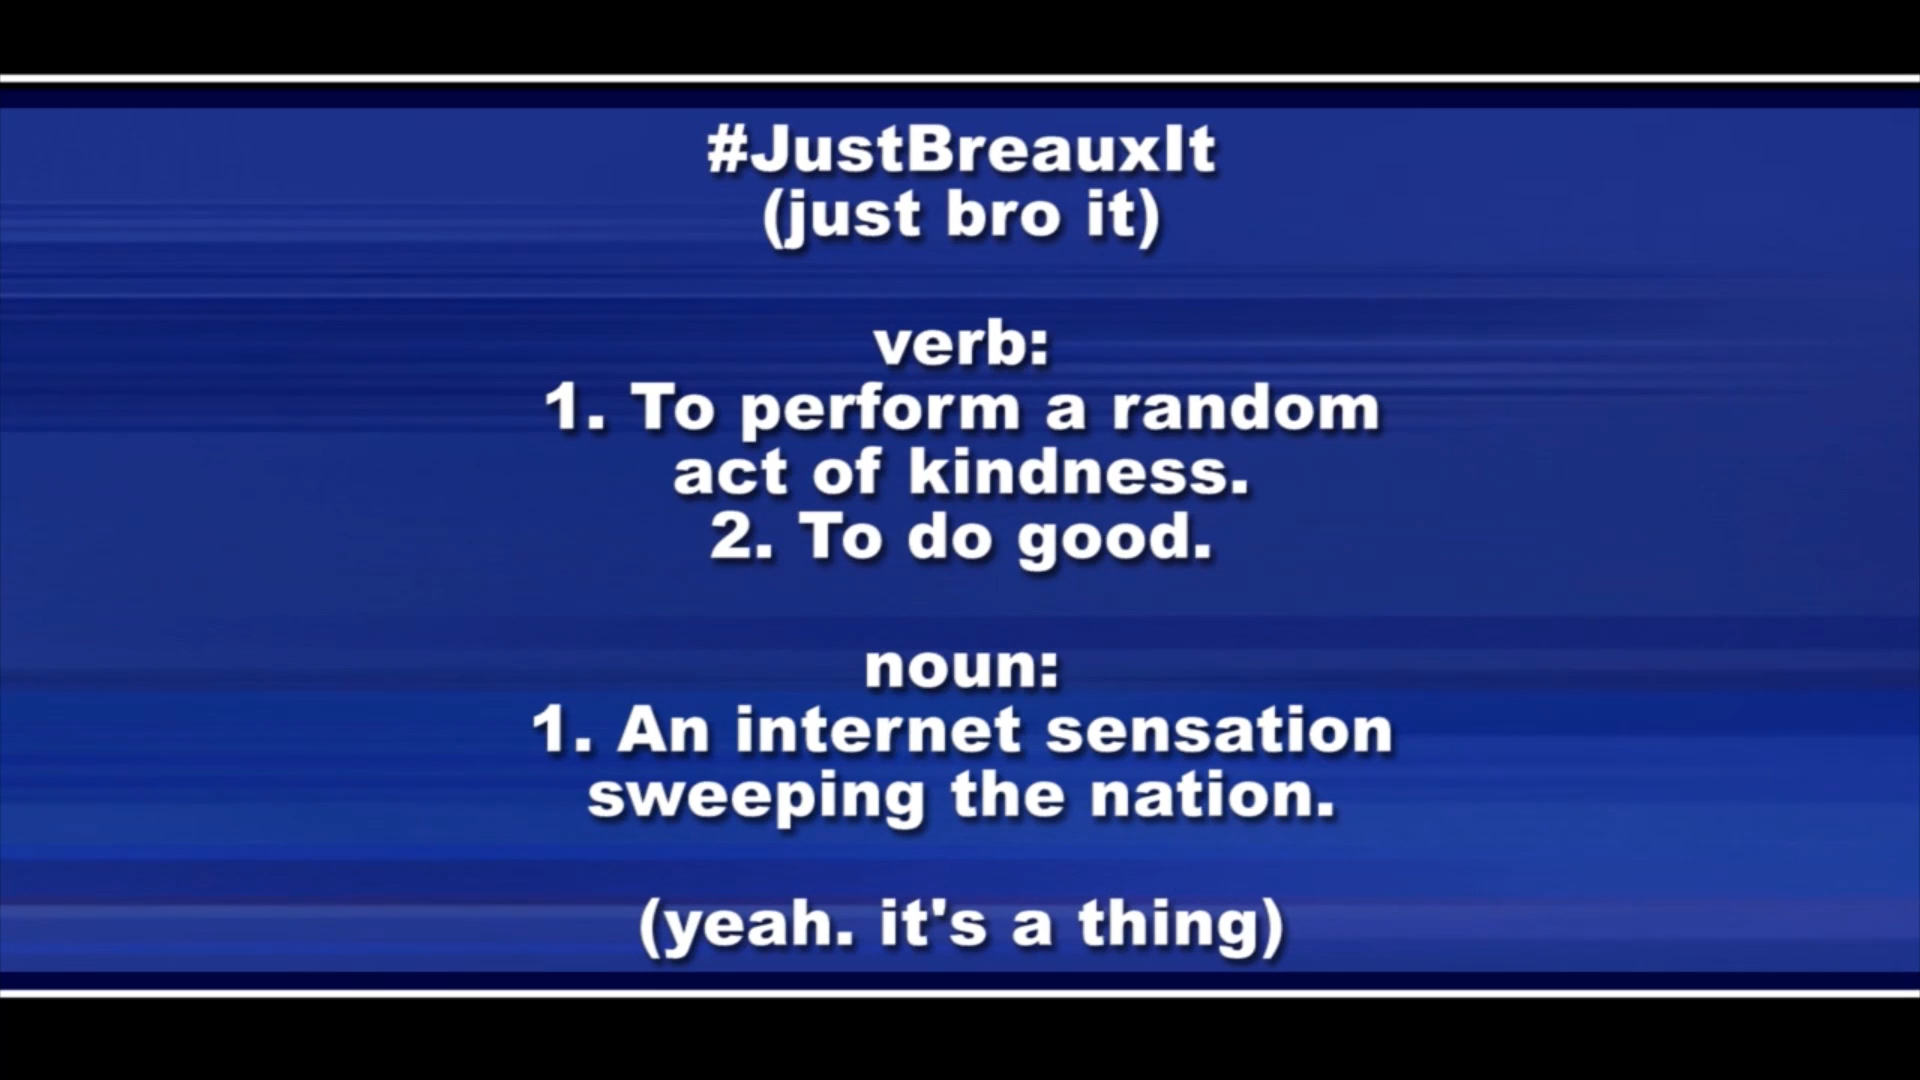 #JustBreauxIt
(just bro it)
verb:
1. To perform a random
act of kindness.
2. To do good.
noun:
1. An internet sensation
sweeping the nation.
(yeah. it's a thing)